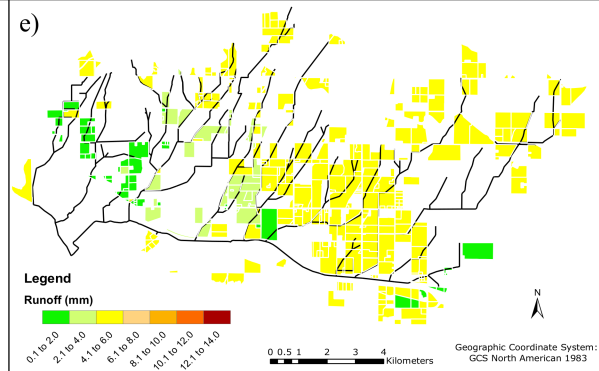 e)
Legend
Runoff (mm)
0.1 to 2.0
2.1 to 4.0
4.1 to 6.0
6.1 to 8.0
8.1 to 10.0
10.1 to 12.0
12.1 to 14.0
N
0 0.5 1 2 3 4
Kilometers
Geographic Coordinate System:
GCS North American 1983